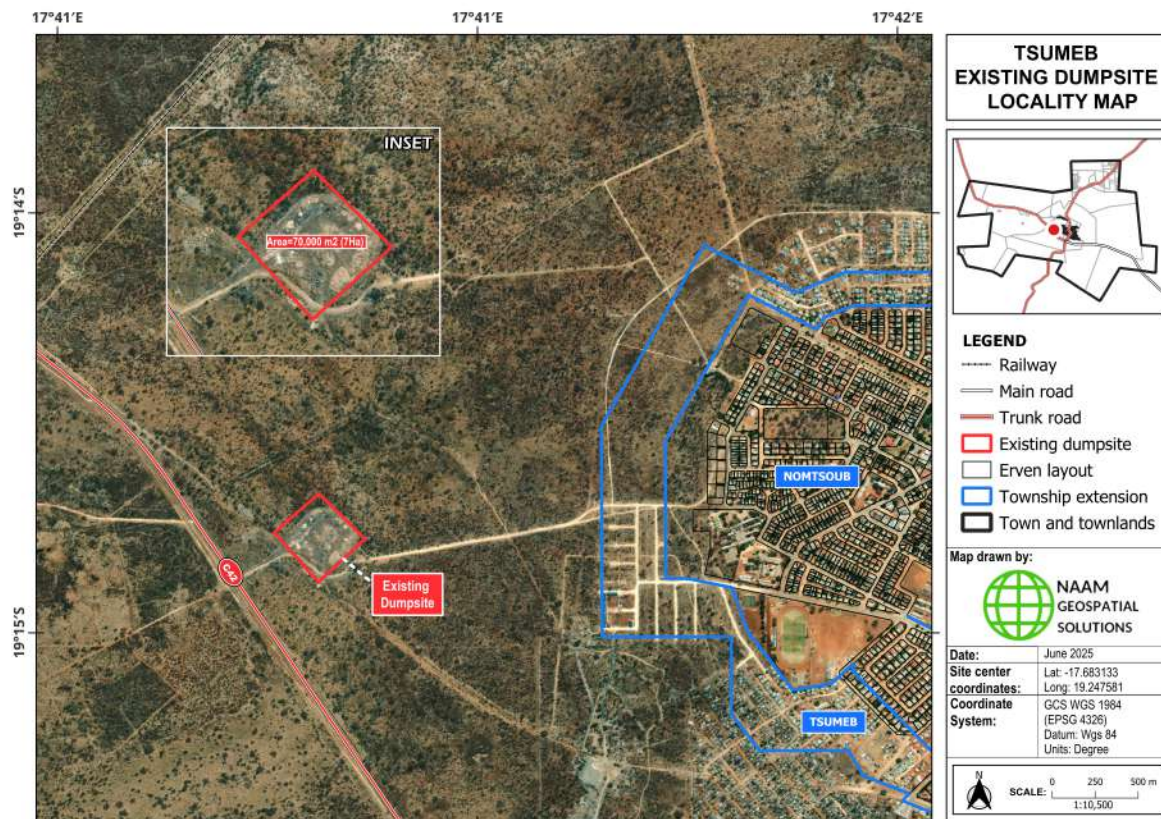 17°41'E
17°41'E
17°42'E
19°14'S
19°15'S
INSET
Area=70,000 m2 (7Ha)
C42
Existing
Dumpsite
NOMTSOUB
TSUMEB
TSUMEB
EXISTING DUMPSITE
LOCALITY MAP
LEGEND
Railway
Main road
Trunk road
Existing dumpsite
Erven layout
Township extension
Town and townlands
Map drawn by:
NAAM
GEOSPATIAL
SOLUTIONS
Date: June 2025
Site center coordinates: Lat: -17.683133
Long: 19.247581
Coordinate System: GCS WGS 1984
(EPSG 4326)
Datum: Wgs 84
Units: Degree
N
SCALE: 0 250 500 m
1:10,500